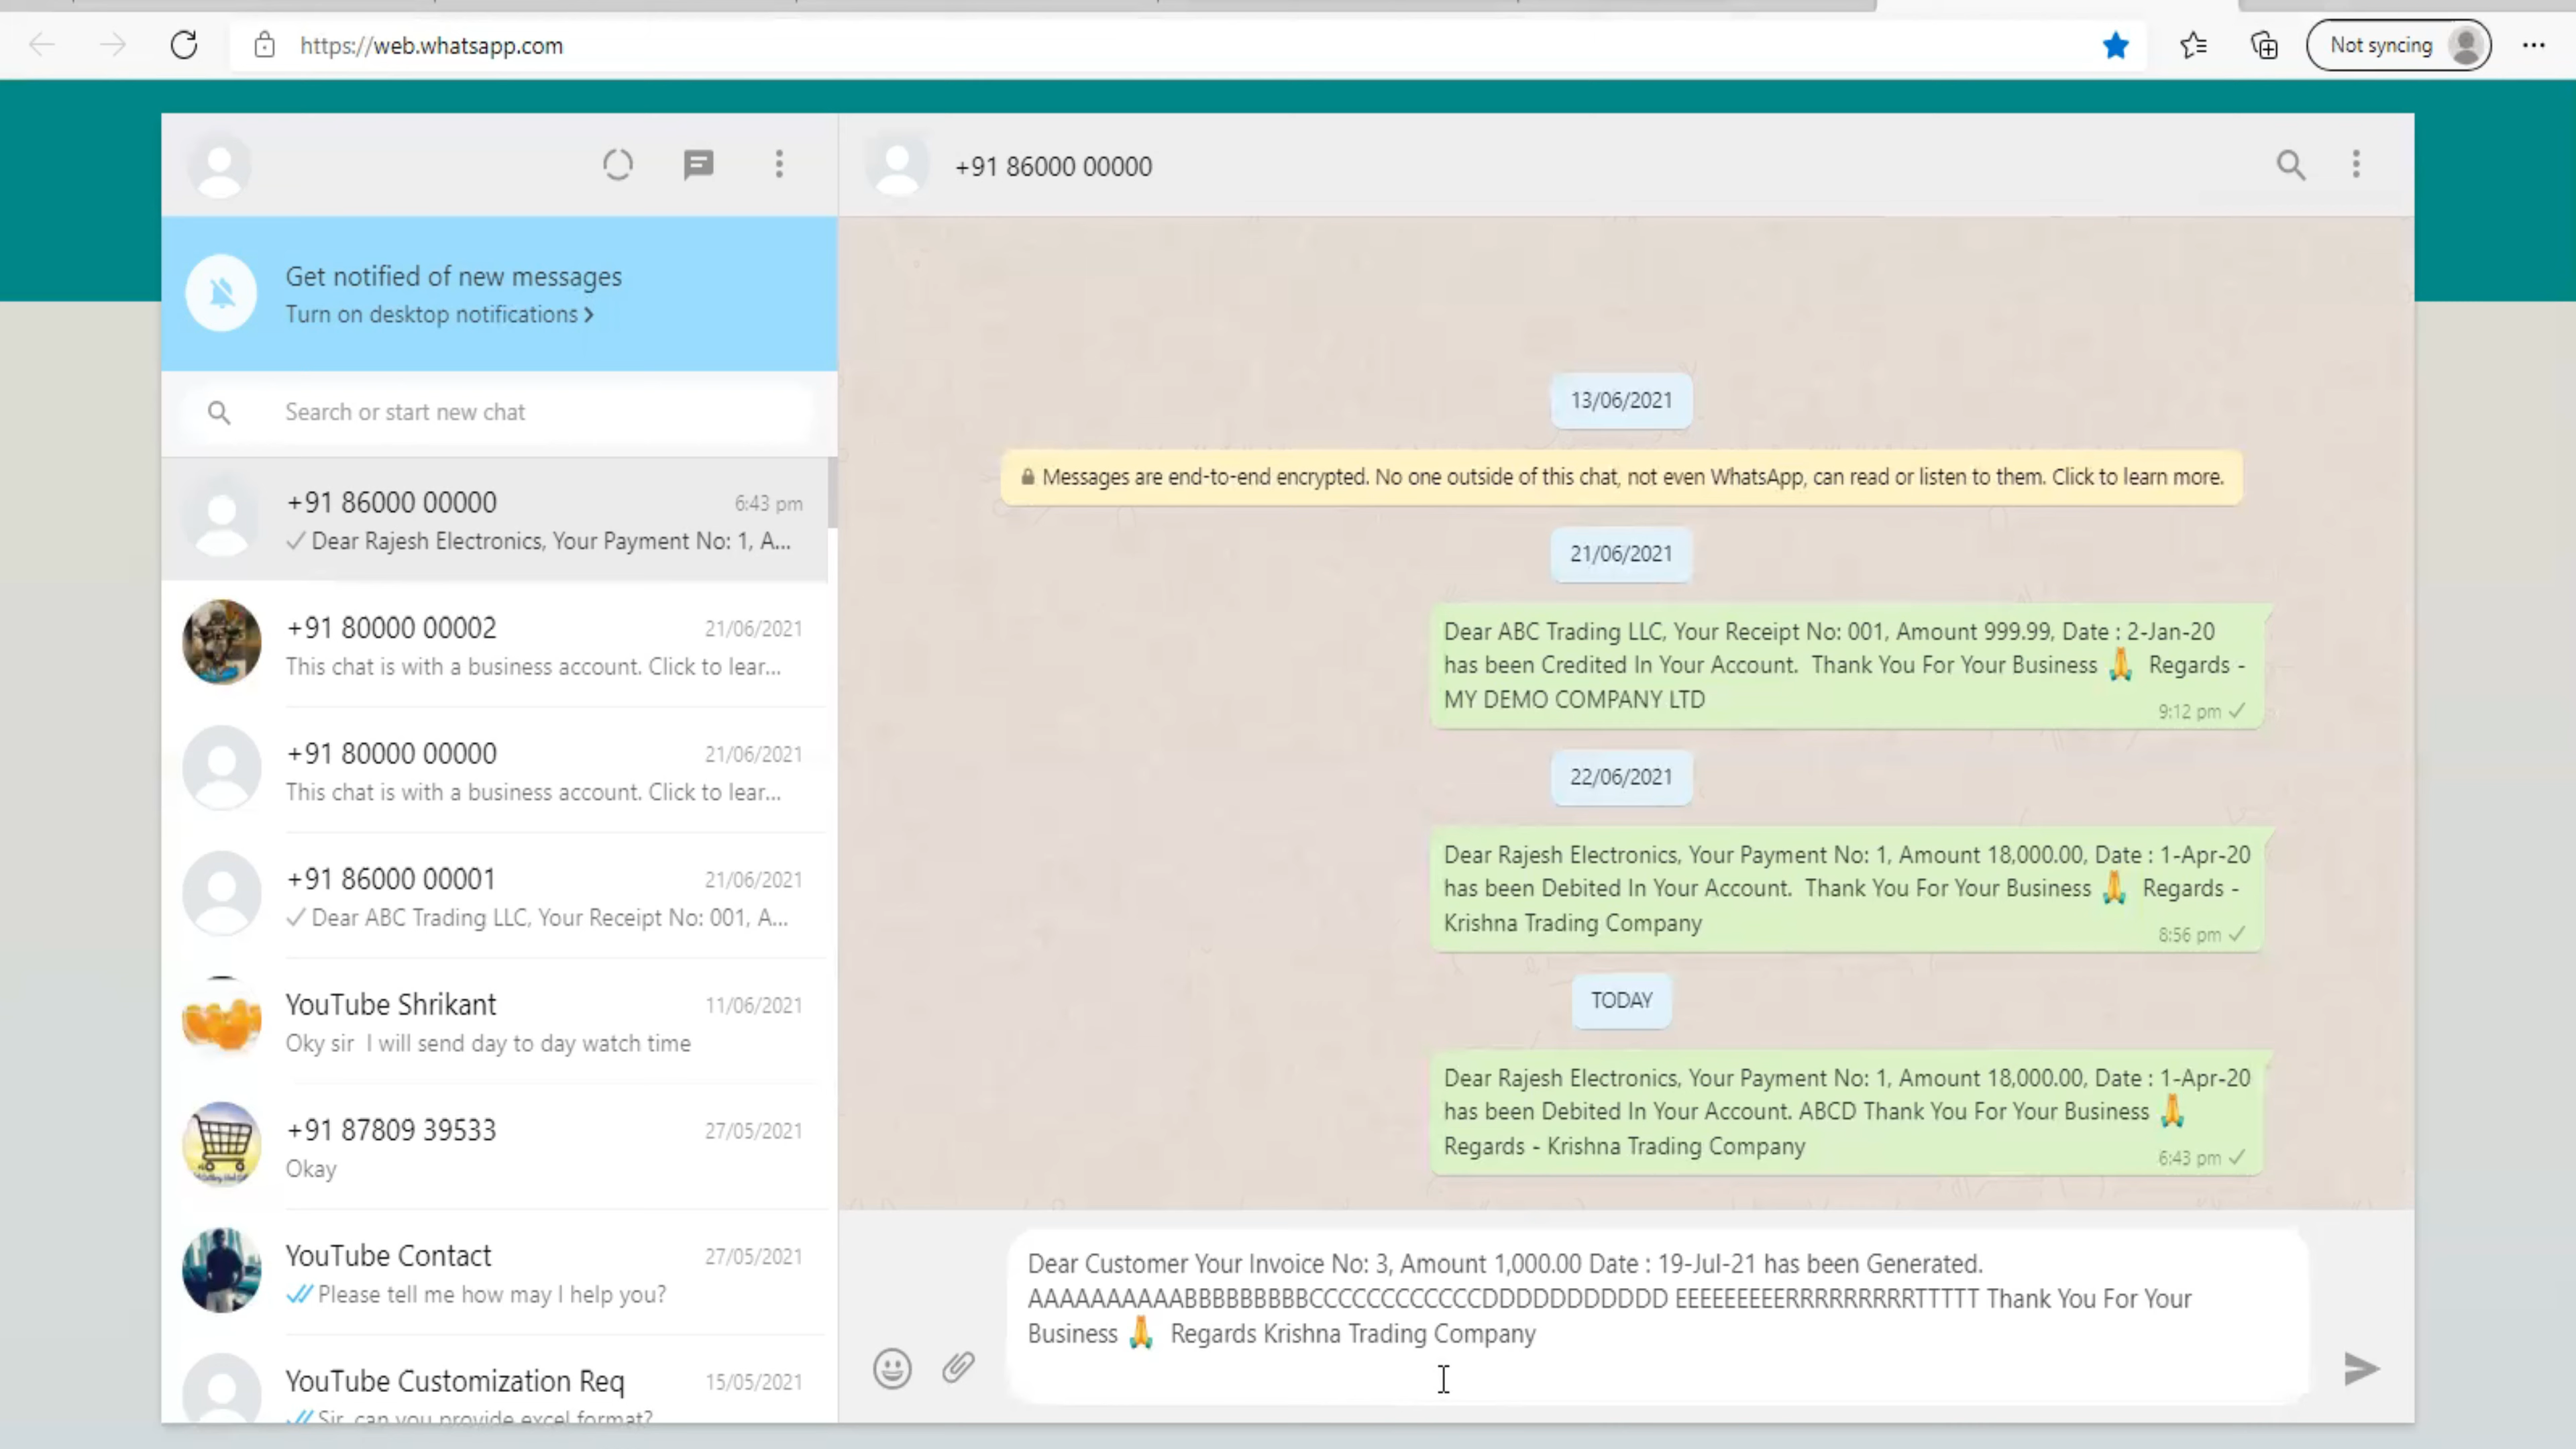 https://web.whatsapp.com
Not syncing
+91 86000 00000
Get notified of new messages
Turn on desktop notifications >
Search or start new chat
+91 86000 00000
6:43 pm
Dear Rajesh Electronics, Your Payment No: 1, A...
+91 80000 00002
21/06/2021
This chat is with a business account. Click to lear...
+91 80000 00000
21/06/2021
This chat is with a business account. Click to lear...
+91 86000 00001
21/06/2021
Dear ABC Trading LLC, Your Receipt No: 001, A...
YouTube Shrikant
11/06/2021
Oky sir I will send day to day watch time
+91 87809 39533
27/05/2021
Okay
YouTube Contact
27/05/2021
Please tell me how may I help you?
YouTube Customization Req
15/05/2021
Sir, can you provide excel format?
13/06/2021
Messages are end-to-end encrypted. No one outside of this chat, not even WhatsApp, can read or listen to them. Click to learn more.
21/06/2021
Dear ABC Trading LLC, Your Receipt No: 001, Amount 999.99, Date : 2-Jan-20
has been Credited In Your Account. Thank You For Your Business 🙏 Regards -
MY DEMO COMPANY LTD
9:12 pm
22/06/2021
Dear Rajesh Electronics, Your Payment No: 1, Amount 18,000.00, Date : 1-Apr-20
has been Debited In Your Account. Thank You For Your Business 🙏 Regards -
Krishna Trading Company
8:56 pm
TODAY
Dear Rajesh Electronics, Your Payment No: 1, Amount 18,000.00, Date : 1-Apr-20
has been Debited In Your Account. ABCD Thank You For Your Business 🙏
Regards - Krishna Trading Company
6:43 pm
Dear Customer Your Invoice No: 3, Amount 1,000.00 Date : 19-Jul-21 has been Generated.
AAAAAAAAAABBBBBBBBBCCCCCCCCCCCCDDDDDDDDDDD EEEEEEEEERRRRRRRRRTTTTT Thank You For Your
Business 🙏 Regards Krishna Trading Company